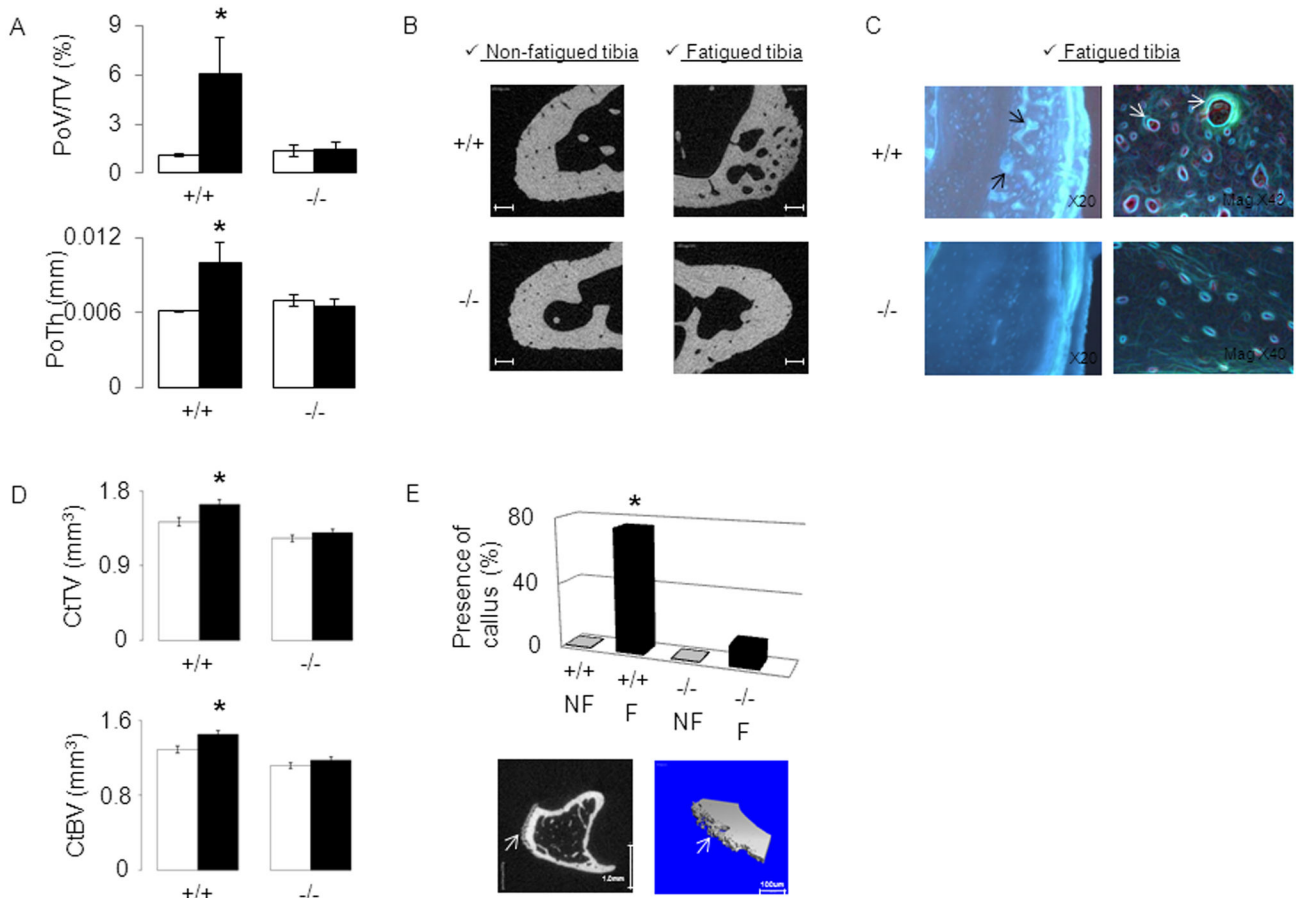 A
PoV/TV (%)
9
6
3
0
+/+
-/-
*
PoTh (mm)
0.012
0.006
0
+/+
-/-
*
B
✓ Non-fatigued tibia
✓ Fatigued tibia
+/+
-/-
C
✓ Fatigued tibia
+/+
X20
Mag X40
-/-
X20
Mag X40
D
CtTV (mm³)
1.8
0.9
0
+/+
-/-
*
CtBV (mm³)
1.6
0.8
0
+/+
-/-
*
E
Presence of
callus (%)
80
40
0
*
+/+
NF
+/+
F
-/-
NF
-/-
F
1.0mm
100um